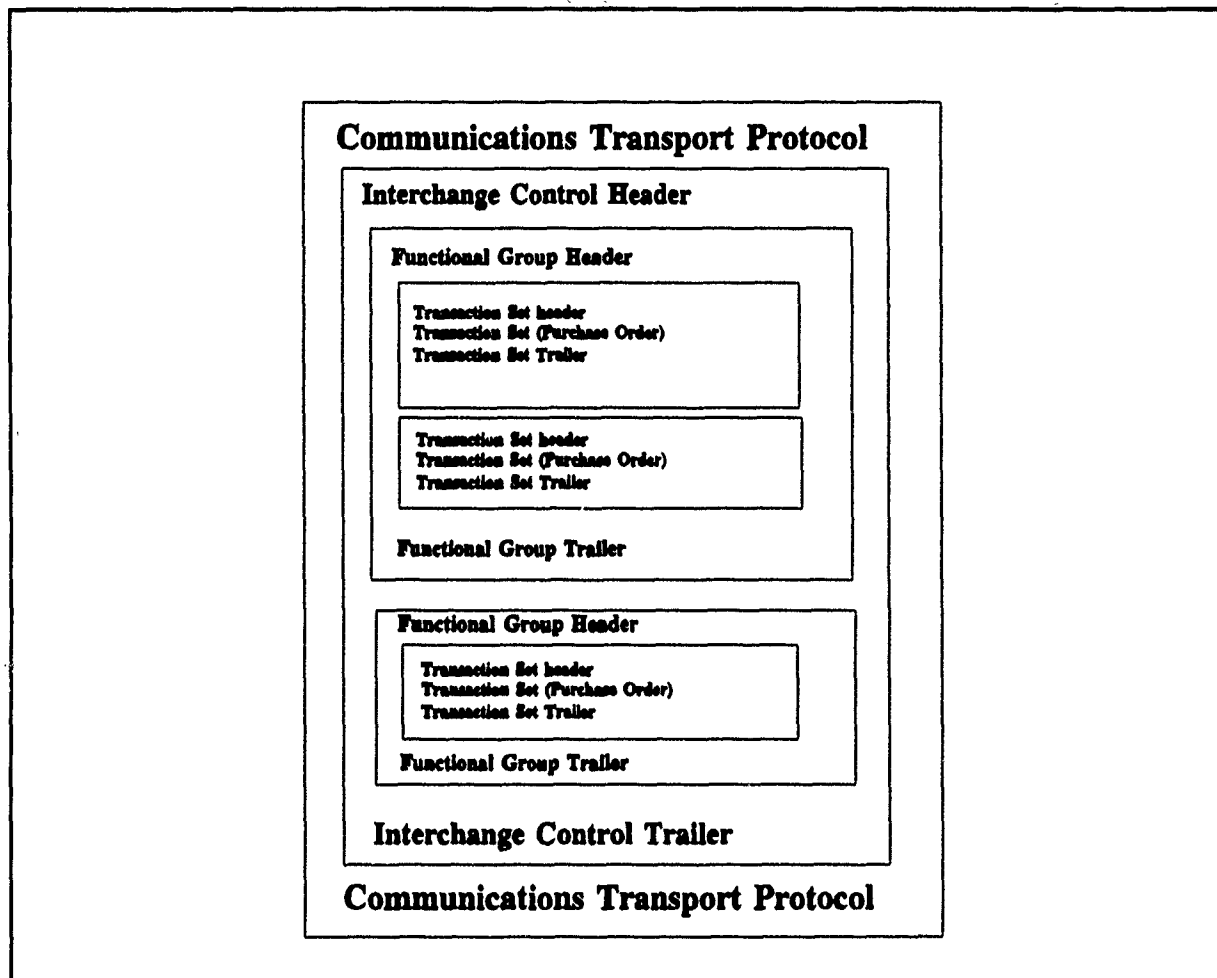 Communications Transport Protocol
Interchange Control Header
Functional Group Header
Transaction Set header
Transaction Set (Purchase Order)
Transaction Set Trailer
Transaction Set header
Transaction Set (Purchase Order)
Transaction Set Trailer
Functional Group Trailer
Functional Group Header
Transaction Set header
Transaction Set (Purchase Order)
Transaction Set Trailer
Functional Group Trailer
Interchange Control Trailer
Communications Transport Protocol